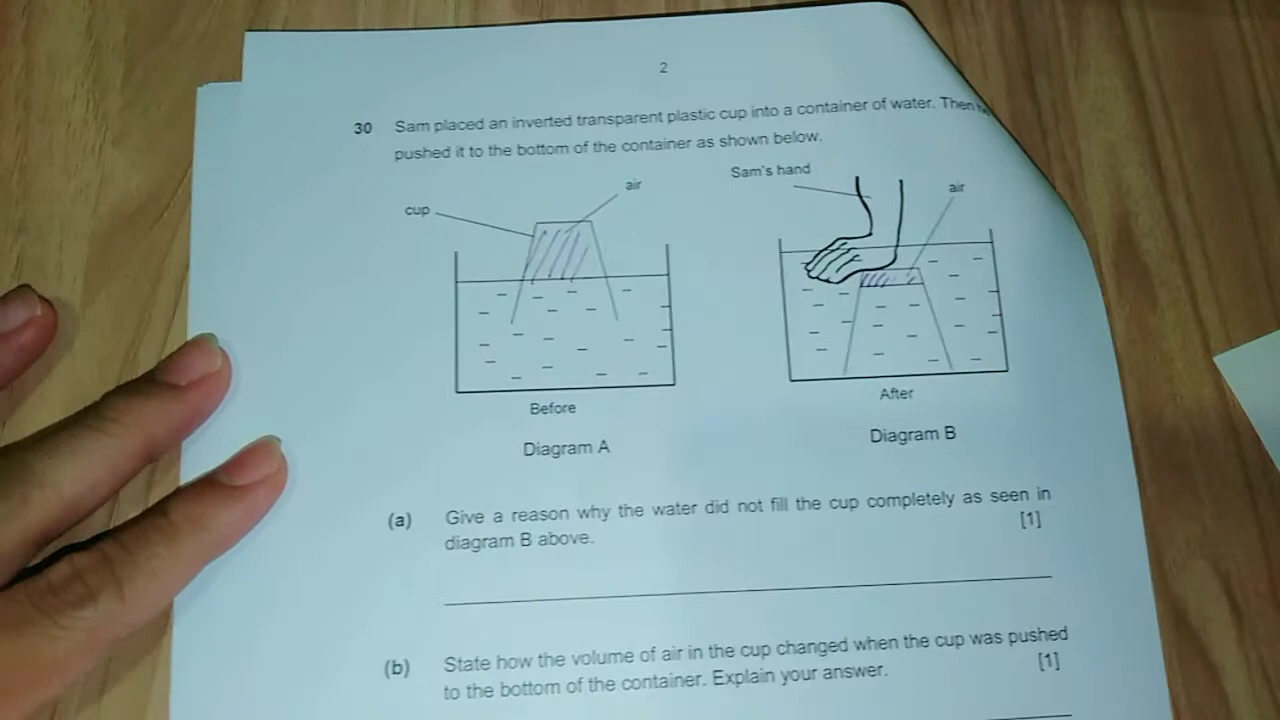 2
30 Sam placed an inverted transparent plastic cup into a container of water. Then
pushed it to the bottom of the container as shown below.
Sam's hand
air
air
cup
Before
After
Diagram A
Diagram B
(a) Give a reason why the water did not fill the cup completely as seen in
diagram B above. [1]
(b) State how the volume of air in the cup changed when the cup was pushed
to the bottom of the container. Explain your answer. [1]